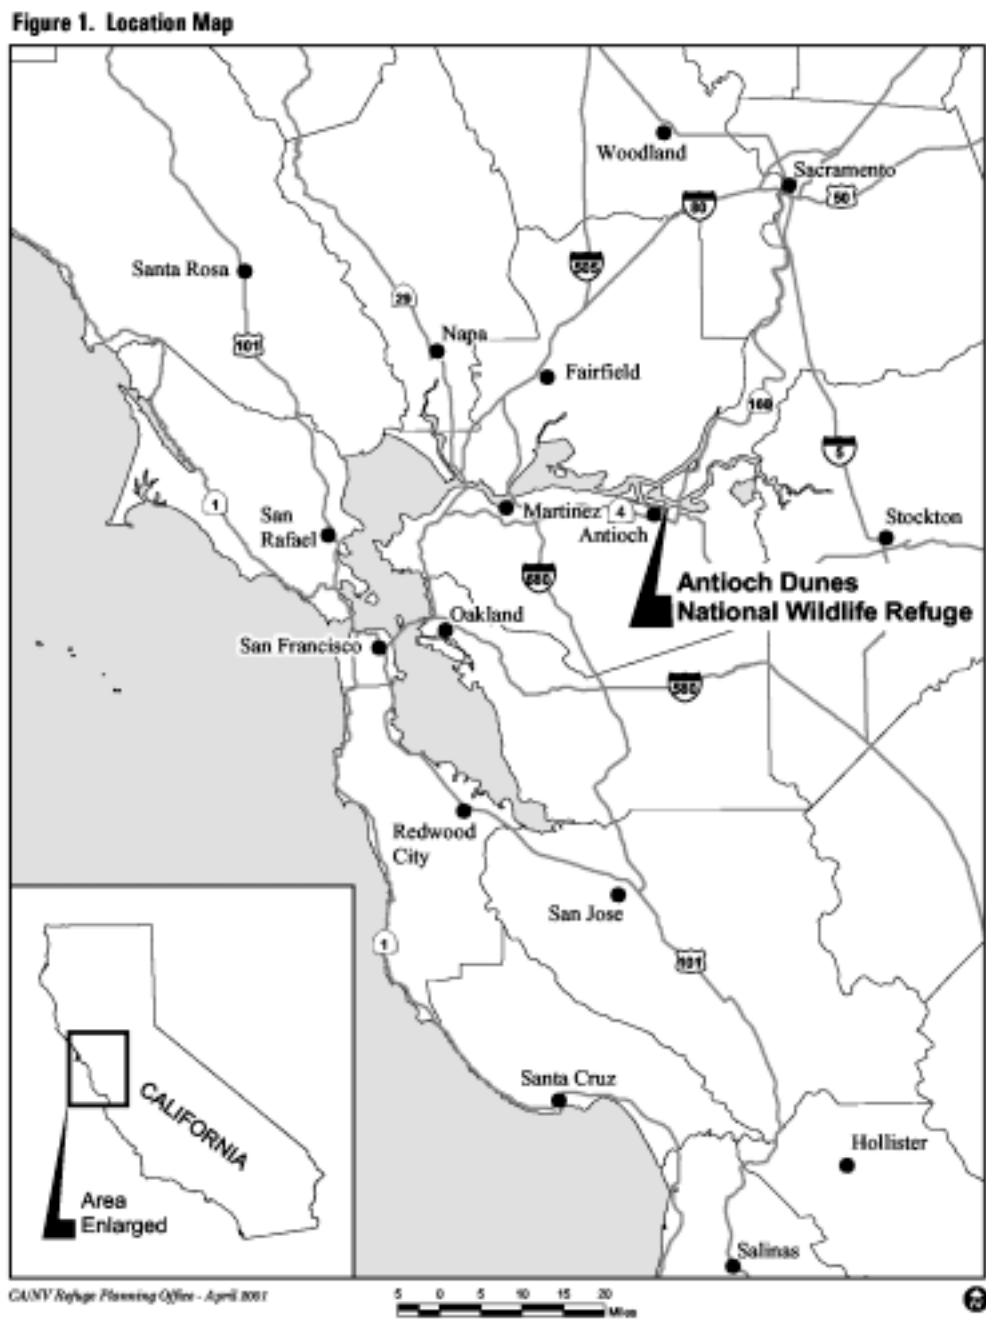 Figure 1. Location Map
Woodland
Sacramento
80
50
505
Santa Rosa
29
101
Napa
Fairfield
160
5
1
San
Rafael
Martinez
4
Antioch
Stockton
680
Antioch Dunes
National Wildlife Refuge
Oakland
San Francisco
580
Redwood
City
San Jose
1
101
CALIFORNIA
Area
Enlarged
Santa Cruz
Hollister
Salinas
CA/NV Refuge Planning Office - April 2001
5 0 5 10 15 20
Miles
N